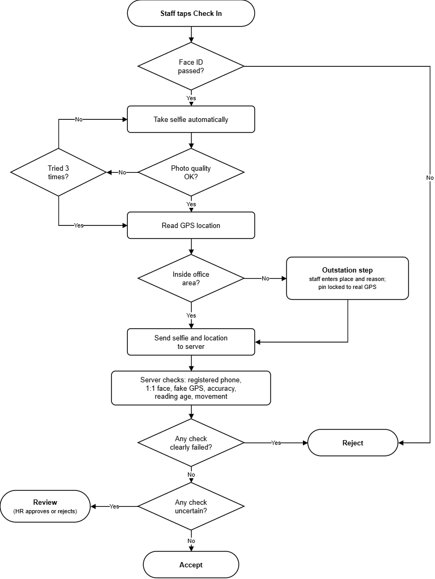 Staff taps Check In
Face ID
passed?
Yes
No
Take selfie automatically
No
Tried 3
times?
No
Photo quality
OK?
Yes
Yes
Read GPS location
Inside office
area?
No
Outstation step
staff enters place and reason;
pin locked to real GPS
Yes
Send selfie and location
to server
Server checks: registered phone,
1:1 face, fake GPS, accuracy,
reading age, movement
Any check
clearly failed?
Yes
Reject
No
Any check
uncertain?
Yes
Review
(HR approves or rejects)
No
Accept